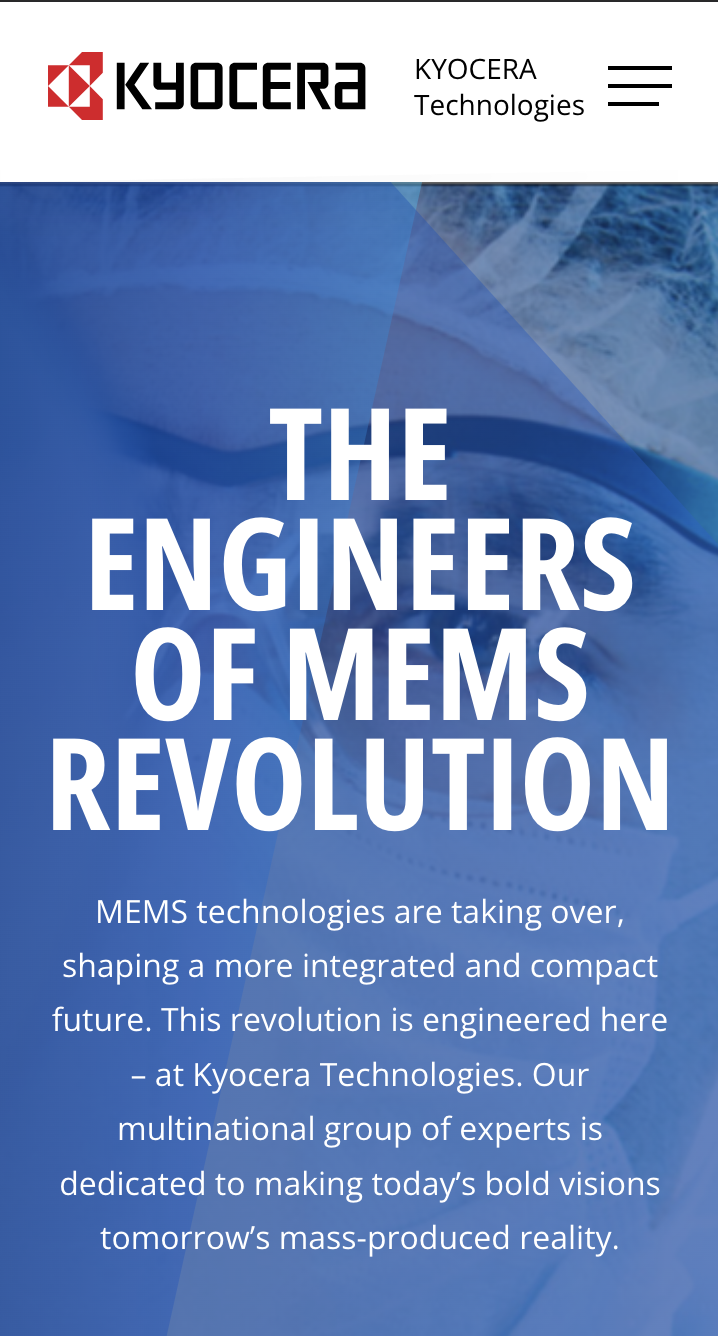 KYOCERA
KYOCERA
Technologies
THE
ENGINEERS
OF MEMS
REVOLUTION
MEMS technologies are taking over,
shaping a more integrated and compact
future. This revolution is engineered here
– at Kyocera Technologies. Our
multinational group of experts is
dedicated to making today’s bold visions
tomorrow’s mass-produced reality.